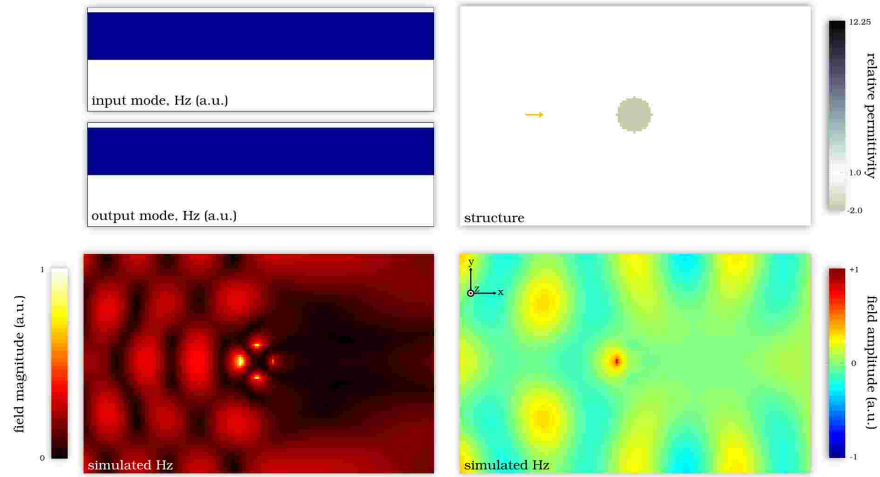 input mode, Hz (a.u.)
output mode, Hz (a.u.)
structure
12.25
1.0
-2.0
relative permittivity
field magnitude (a.u.)
1
0
simulated Hz
y
z
x
simulated Hz
+1
0
-1
field amplitude (a.u.)